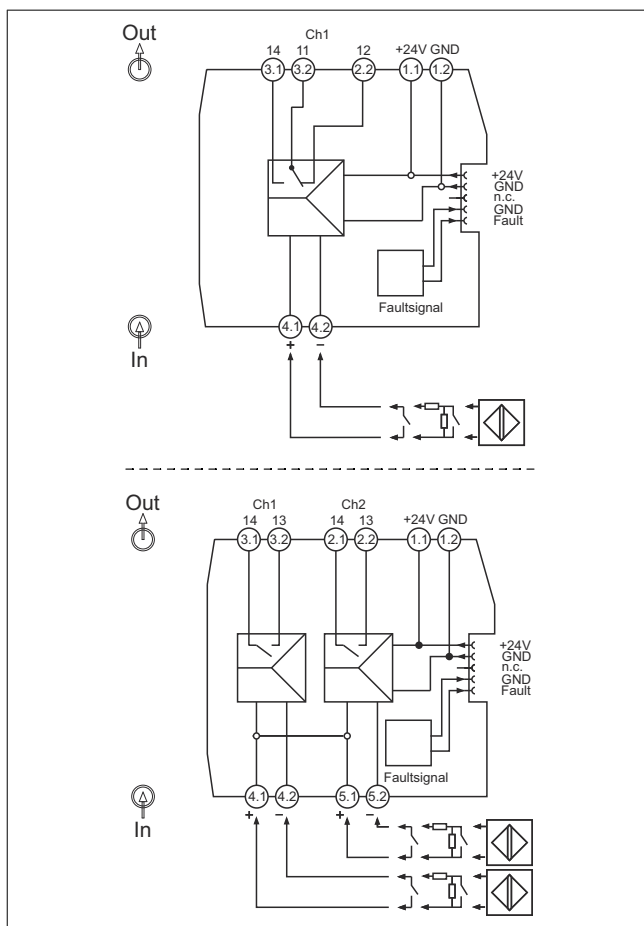 Out
Ch1
14 11 12 +24V GND
3.1 3.2 2.2 1.1 1.2
+24V
GND
n.c.
GND
Fault
Faultsignal
4.1 4.2
+ −
In
Out
Ch1 Ch2
14 13 14 13 +24V GND
3.1 3.2 2.1 2.2 1.1 1.2
+24V
GND
n.c.
GND
Fault
Faultsignal
4.1 4.2 5.1 5.2
+ − + −
In